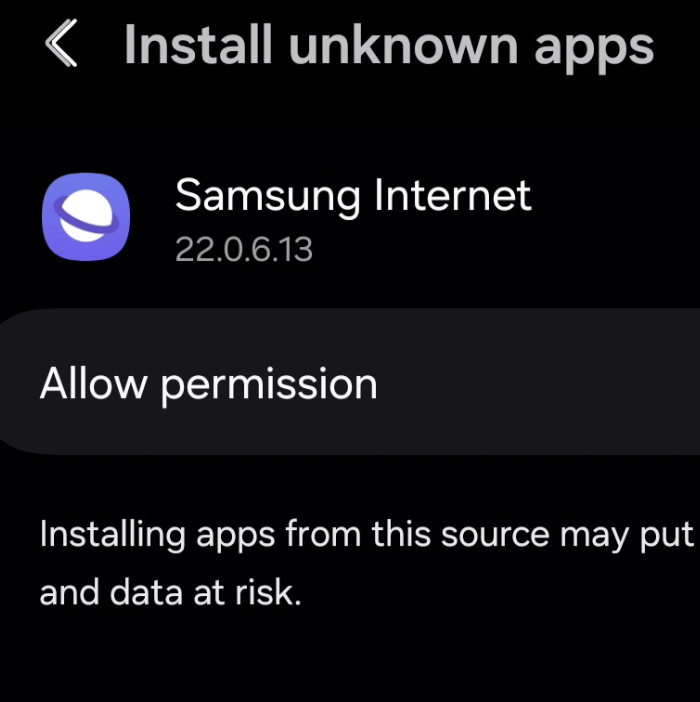 Install unknown apps
Samsung Internet
22.0.6.13
Allow permission
Installing apps from this source may put
and data at risk.